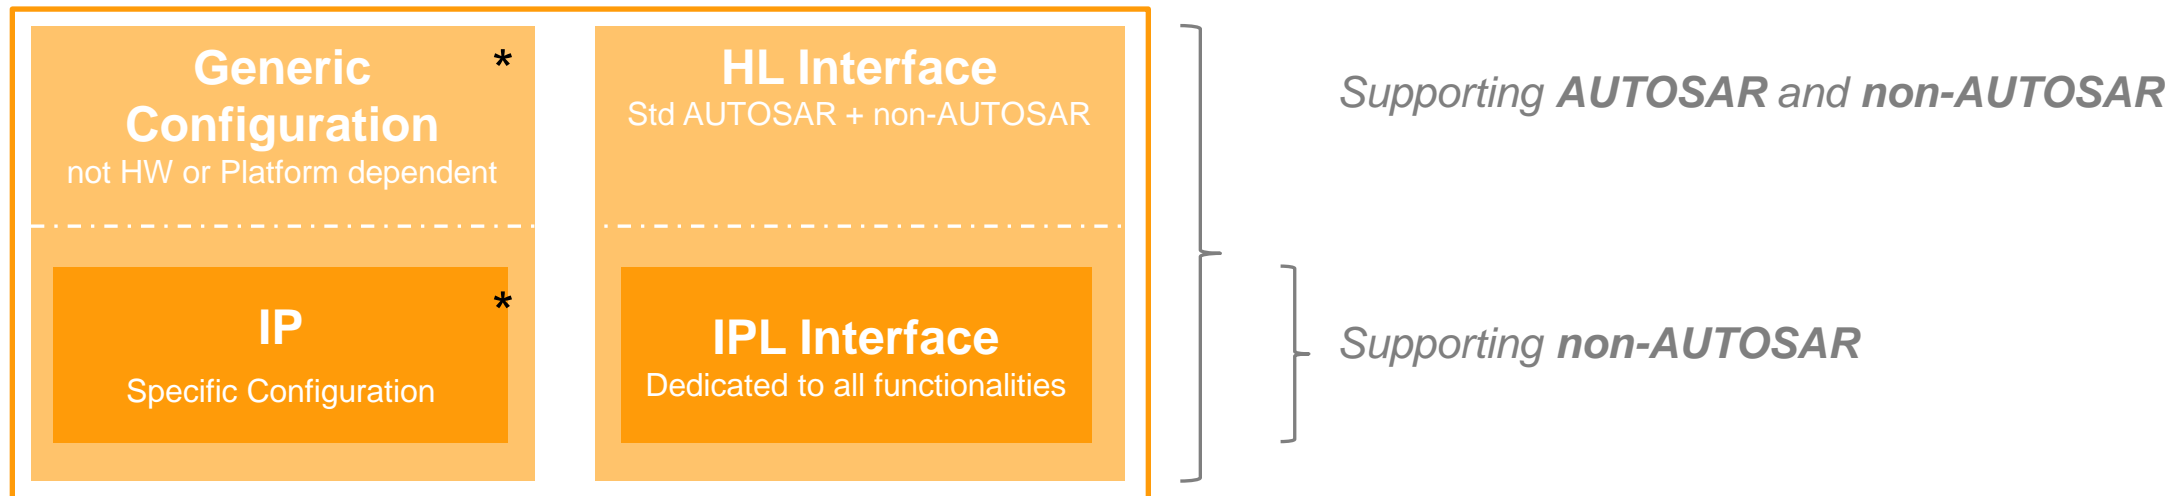 Generic *
Configuration
not HW or Platform dependent
HL Interface
Std AUTOSAR + non-AUTOSAR
Supporting AUTOSAR and non-AUTOSAR
IP *
Specific Configuration
IPL Interface
Dedicated to all functionalities
Supporting non-AUTOSAR